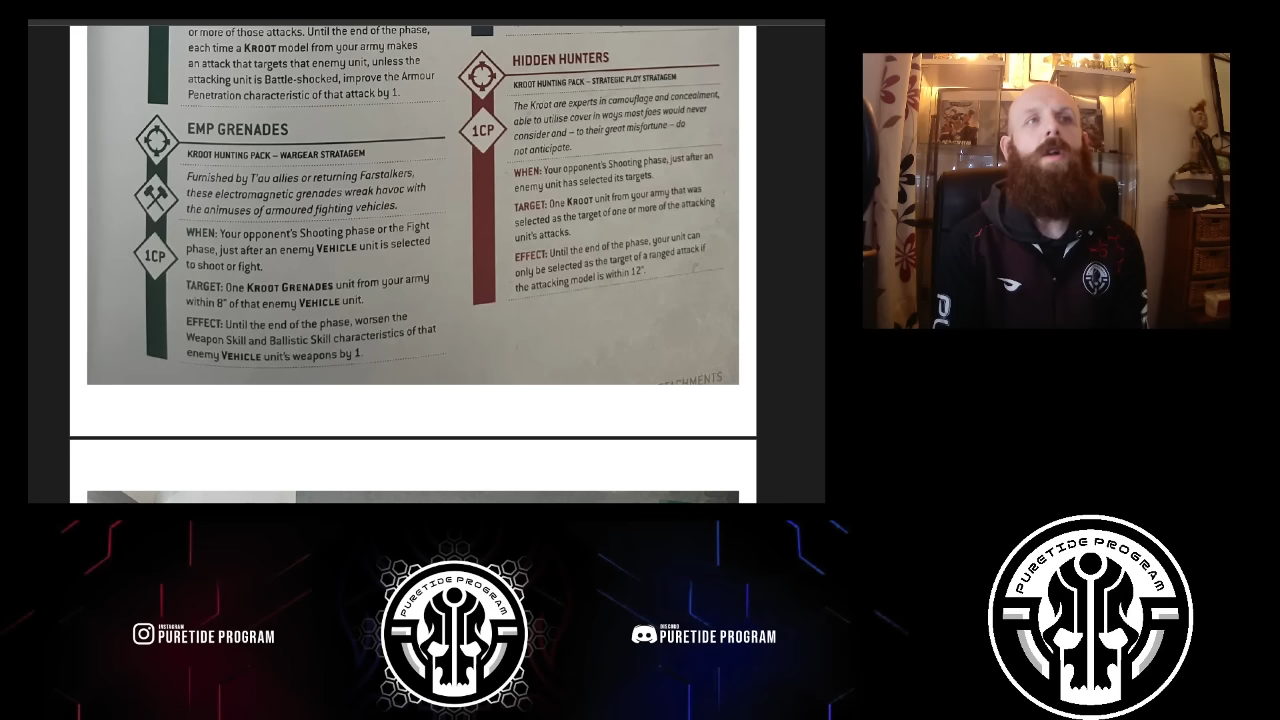 or more of those attacks. Until the end of the phase,
each time a KROOT model from your army makes
an attack that targets that enemy unit, unless the
attacking unit is Battle-shocked, improve the Armour
Penetration characteristic of that attack by 1.
EMP GRENADES
KROOT HUNTING PACK – WARGEAR STRATAGEM
Furnished by T'au allies or returning Farstalkers,
these electromagnetic grenades wreak havoc with
the animuses of armoured fighting vehicles.
WHEN: Your opponent's Shooting phase or the Fight
phase, just after an enemy VEHICLE unit is selected
to shoot or fight.
1CP
TARGET: One KROOT GRENADES unit from your army
within 8" of that enemy VEHICLE unit.
EFFECT: Until the end of the phase, worsen the
Weapon Skill and Ballistic Skill characteristics of that
enemy VEHICLE unit's weapons by 1.
HIDDEN HUNTERS
KROOT HUNTING PACK – STRATEGIC PLOY STRATAGEM
The Kroot are experts in camouflage and concealment,
able to utilise cover in ways most foes would never
consider and – to their great misfortune – do
not anticipate.
1CP
WHEN: Your opponent's Shooting phase, just after an
enemy unit has selected its targets.
TARGET: One KROOT unit from your army that was
selected as the target of one or more of the attacking
unit's attacks.
EFFECT: Until the end of the phase, your unit can
only be selected as the target of a ranged attack if
the attacking model is within 12".
INSTAGRAM
PURETIDE PROGRAM
PURETIDE PROGRAM
DISCORD
PURETIDE PROGRAM
PURETIDE PROGRAM